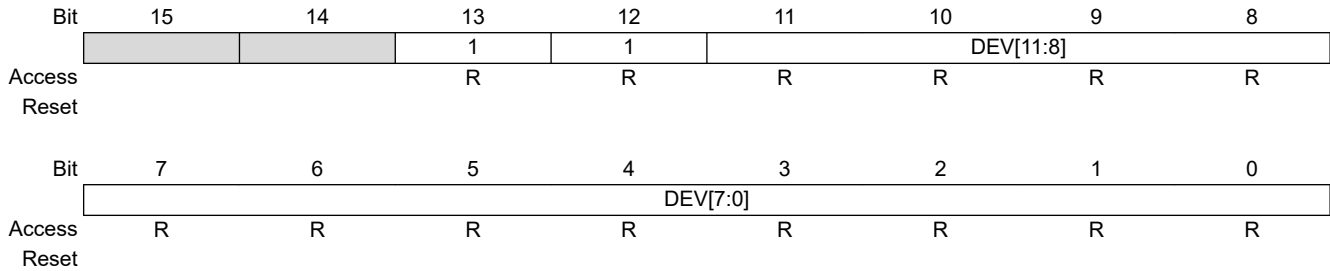 Bit 15 14 13 12 11 10 9 8
1 1 DEV[11:8]
Access R R R R R R
Reset
Bit 7 6 5 4 3 2 1 0
DEV[7:0]
Access R R R R R R R R
Reset